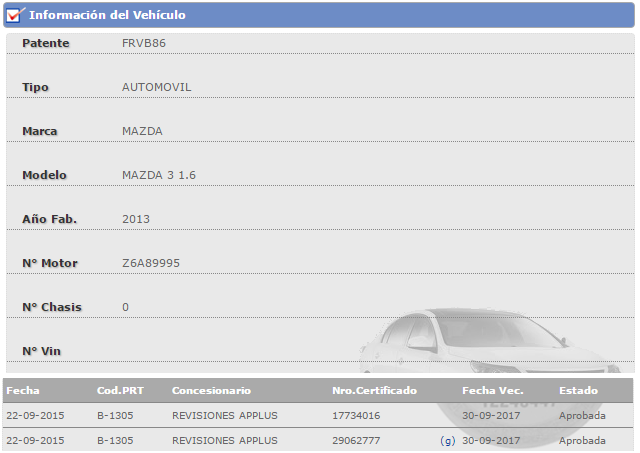 Información del Vehículo
Patente FRVB86
Tipo AUTOMOVIL
Marca MAZDA
Modelo MAZDA 3 1.6
Año Fab. 2013
N° Motor Z6A89995
N° Chasis 0
N° Vin
Fecha Cod.PRT Concesionario Nro.Certificado Fecha Vec. Estado
22-09-2015 B-1305 REVISIONES APPLUS 17734016 30-09-2017 Aprobada
22-09-2015 B-1305 REVISIONES APPLUS 29062777 (g) 30-09-2017 Aprobada